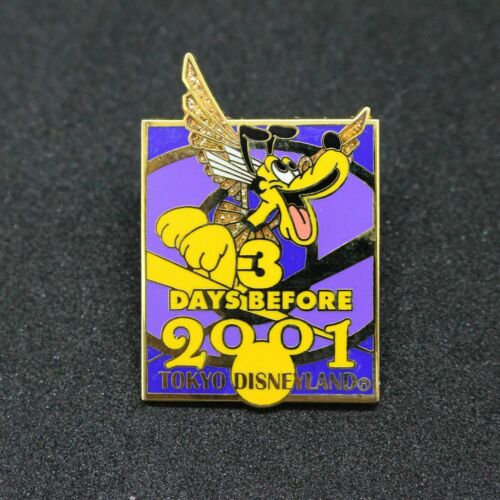 3
DAYS BEFORE
2001
TOKYO DISNEYLAND®